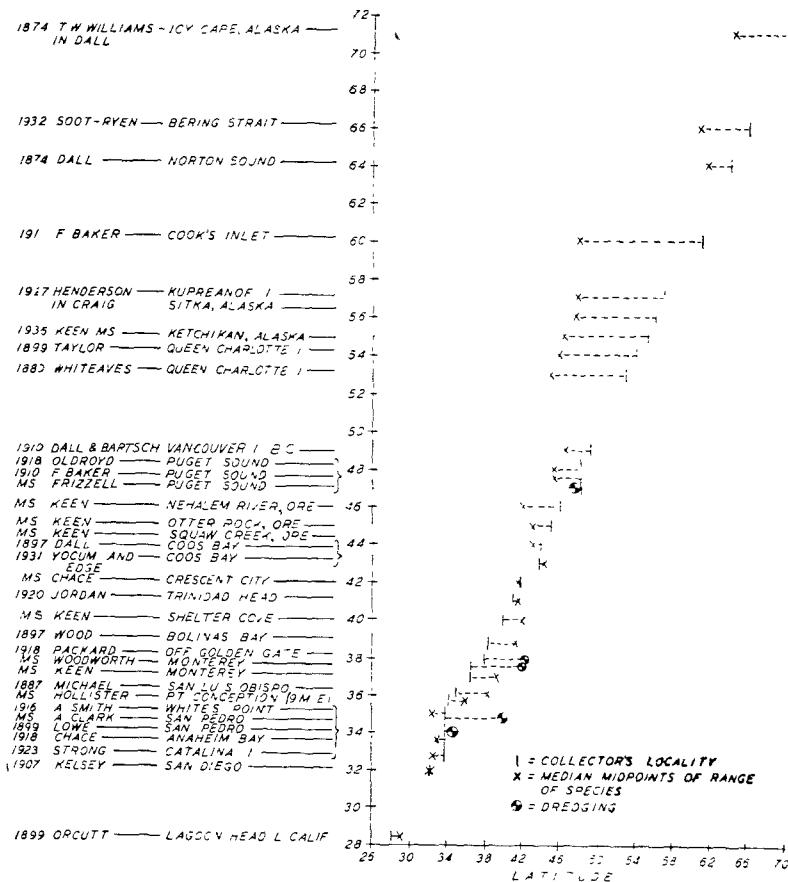 1874 T W WILLIAMS - ICY CAPE, ALASKA
IN DALL
1932 SOOT-RYEN — BERING STRAIT
1874 DALL — NORTON SOUND
191 F BAKER — COOK'S INLET
1927 HENDERSON — KUPREANOF I
IN CRAIG SITKA, ALASKA
1935 KEEN MS — KETCHIKAN, ALASKA
1899 TAYLOR — QUEEN CHARLOTTE I
1880 WHITEAVES — QUEEN CHARLOTTE I
1910 DALL & BARTSCH VANCOUVER I B C
1918 OLDROYD — PUGET SOUND
1910 F BAKER — PUGET SOUND
MS FRIZZELL — PUGET SOUND
MS KEEN — NEHALEM RIVER, ORE
MS KEEN — OTTER ROCK, ORE
MS KEEN — SQUAW CREEK, ORE
1897 DALL — COOS BAY
1931 YOCUM AND — COOS BAY
EDGE
MS CHACE — CRESCENT CITY
1920 JORDAN — TRINIDAD HEAD
MS KEEN — SHELTER COVE
1897 WOOD — BOLINAS BAY
1918 PACKARD — OFF GOLDEN GATE
MS WOODWORTH — MONTEREY
MS KEEN — MONTEREY
1887 MICHAEL — SAN LUIS OBISPO
MS HOLLISTER — PT CONCEPTION
1916 A SMITH — WHITES POINT
MS A CLARK — SAN PEDRO
1899 LOWE — SAN PEDRO
1918 CHACE — ANAHEIM BAY
1923 STRONG — CATALINA I
1907 KELSEY — SAN DIEGO
1899 ORCUTT — LAGOON HEAD L CALIF
72
70
68
66
64
62
60
58
56
54
52
50
48
46
44
42
40
38
36
34
32
30
28
| = COLLECTOR'S LOCALITY
X = MEDIAN MIDPOINTS OF RANGE
OF SPECIES
= DREDGING
26 30 34 38 42 46 50 54 58 62 66 70
LATITUDE